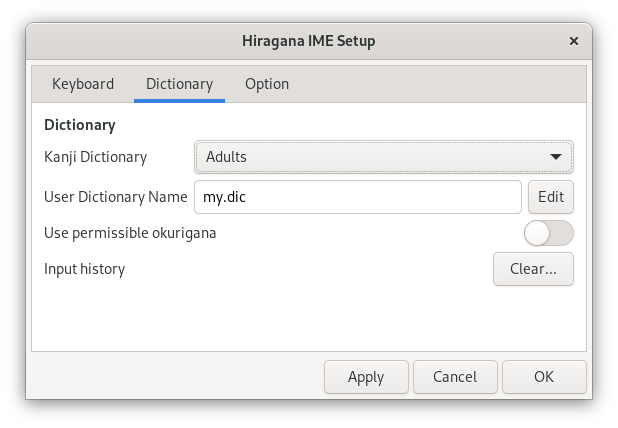 Hiragana IME Setup ×
Keyboard Dictionary Option
Dictionary
Kanji Dictionary Adults
User Dictionary Name my.dic Edit
Use permissible okurigana
Input history Clear...
Apply Cancel OK